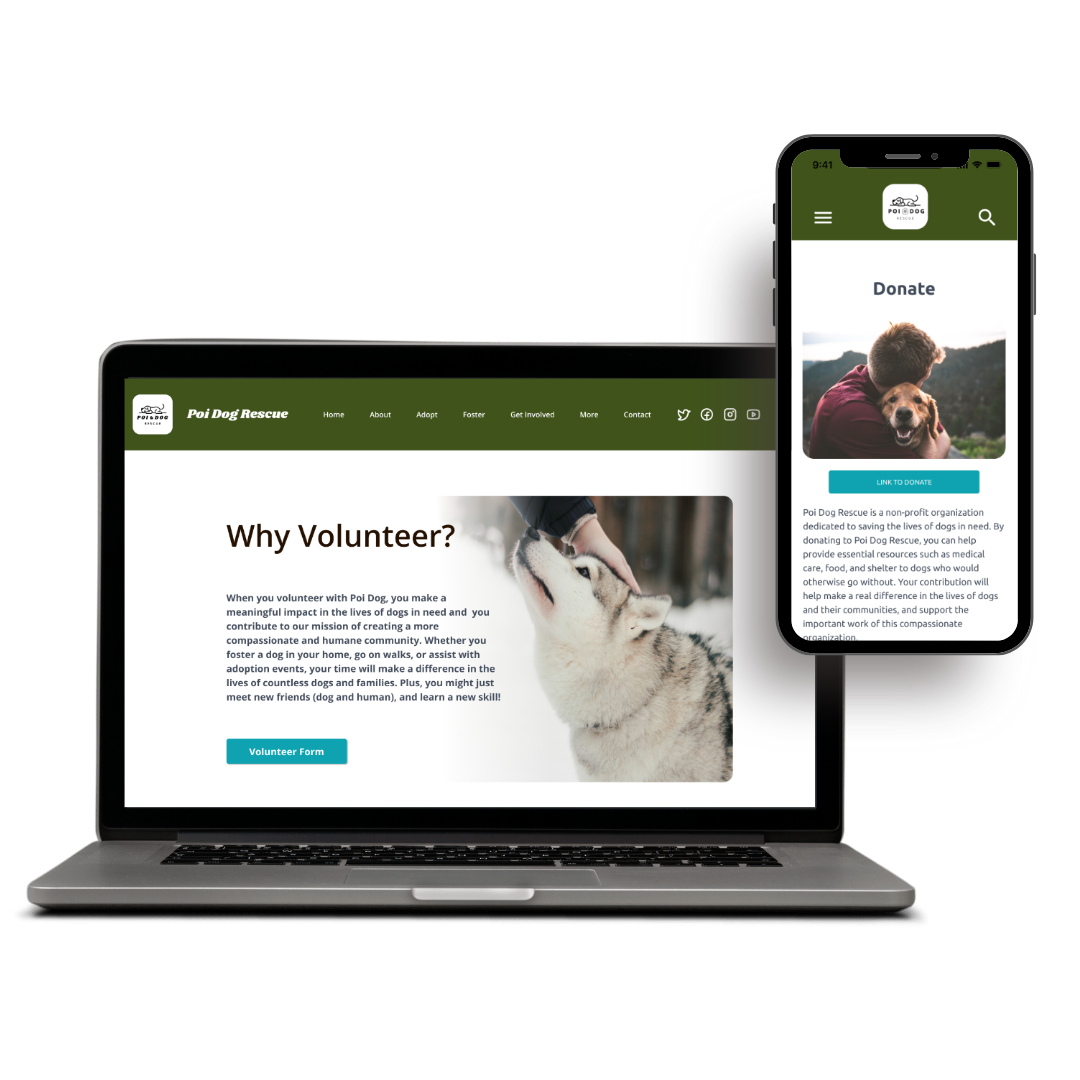 POI DOG
RESCUE
Poi Dog Rescue
Home
About
Adopt
Foster
Get Involved
More
Contact
Why Volunteer?
When you volunteer with Poi Dog, you make a
meaningful impact in the lives of dogs in need and  you
contribute to our mission of creating a more
compassionate and humane community. Whether you
foster a dog in your home, go on walks, or assist with
adoption events, your time will make a difference in the
lives of countless dogs and families. Plus, you might just
meet new friends (dog and human), and learn a new skill!
Volunteer Form
9:41
POI DOG
RESCUE
Donate
LINK TO DONATE
Poi Dog Rescue is a non-profit organization
dedicated to saving the lives of dogs in need. By
donating to Poi Dog Rescue, you can help
provide essential resources such as medical
care, food, and shelter to dogs who would
otherwise go without. Your contribution will
help make a real difference in the lives of dogs
and their communities, and support the
important work of this compassionate
organization.